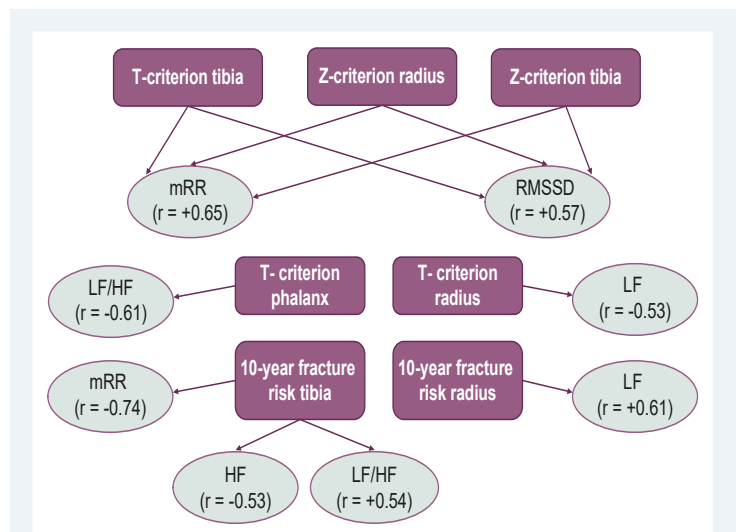 T-criterion tibia
Z-criterion radius
Z-criterion tibia
mRR
(r = +0.65)
RMSSD
(r = +0.57)
LF/HF
(r = -0.61)
T- criterion
phalanx
T- criterion
radius
LF
(r = -0.53)
mRR
(r = -0.74)
10-year fracture
risk tibia
10-year fracture
risk radius
LF
(r = +0.61)
HF
(r = -0.53)
LF/HF
(r = +0.54)